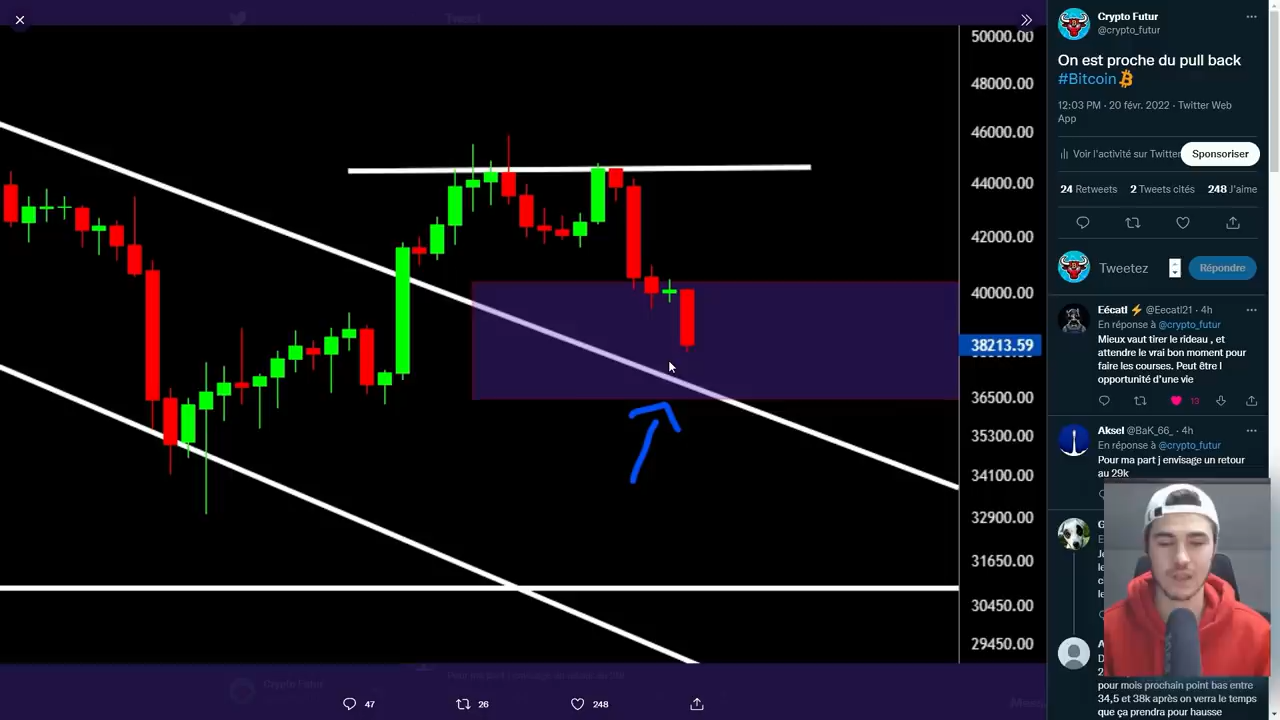 Tweet
50000.00
48000.00
46000.00
44000.00
42000.00
40000.00
38213.59
36500.00
35300.00
34100.00
32900.00
31650.00
30450.00
29450.00
Crypto Futur
47
26
248
Crypto Futur
@crypto_futur
On est proche du pull back
#Bitcoin
12:03 PM · 20 févr. 2022 · Twitter Web
App
Voir l'activité sur Twitter
Sponsoriser
24 Retweets 2 Tweets cités 248 J'aime
Tweetez
Répondre
Eécatl ⚡ @Eecatl21 · 4h
En réponse à @crypto_futur
Mieux vaut tirer le rideau , et
attendre le vrai bon moment pour
faire les courses. Peut être l
opportunité d'une vie
13
Aksel @BaK_66_ · 4h
En réponse à @crypto_futur
Pour ma part j envisage un retour
au 29k
pour mois prochain point bas entre
34,5 et 38k après on verra le temps
que ça prendra pour hausse